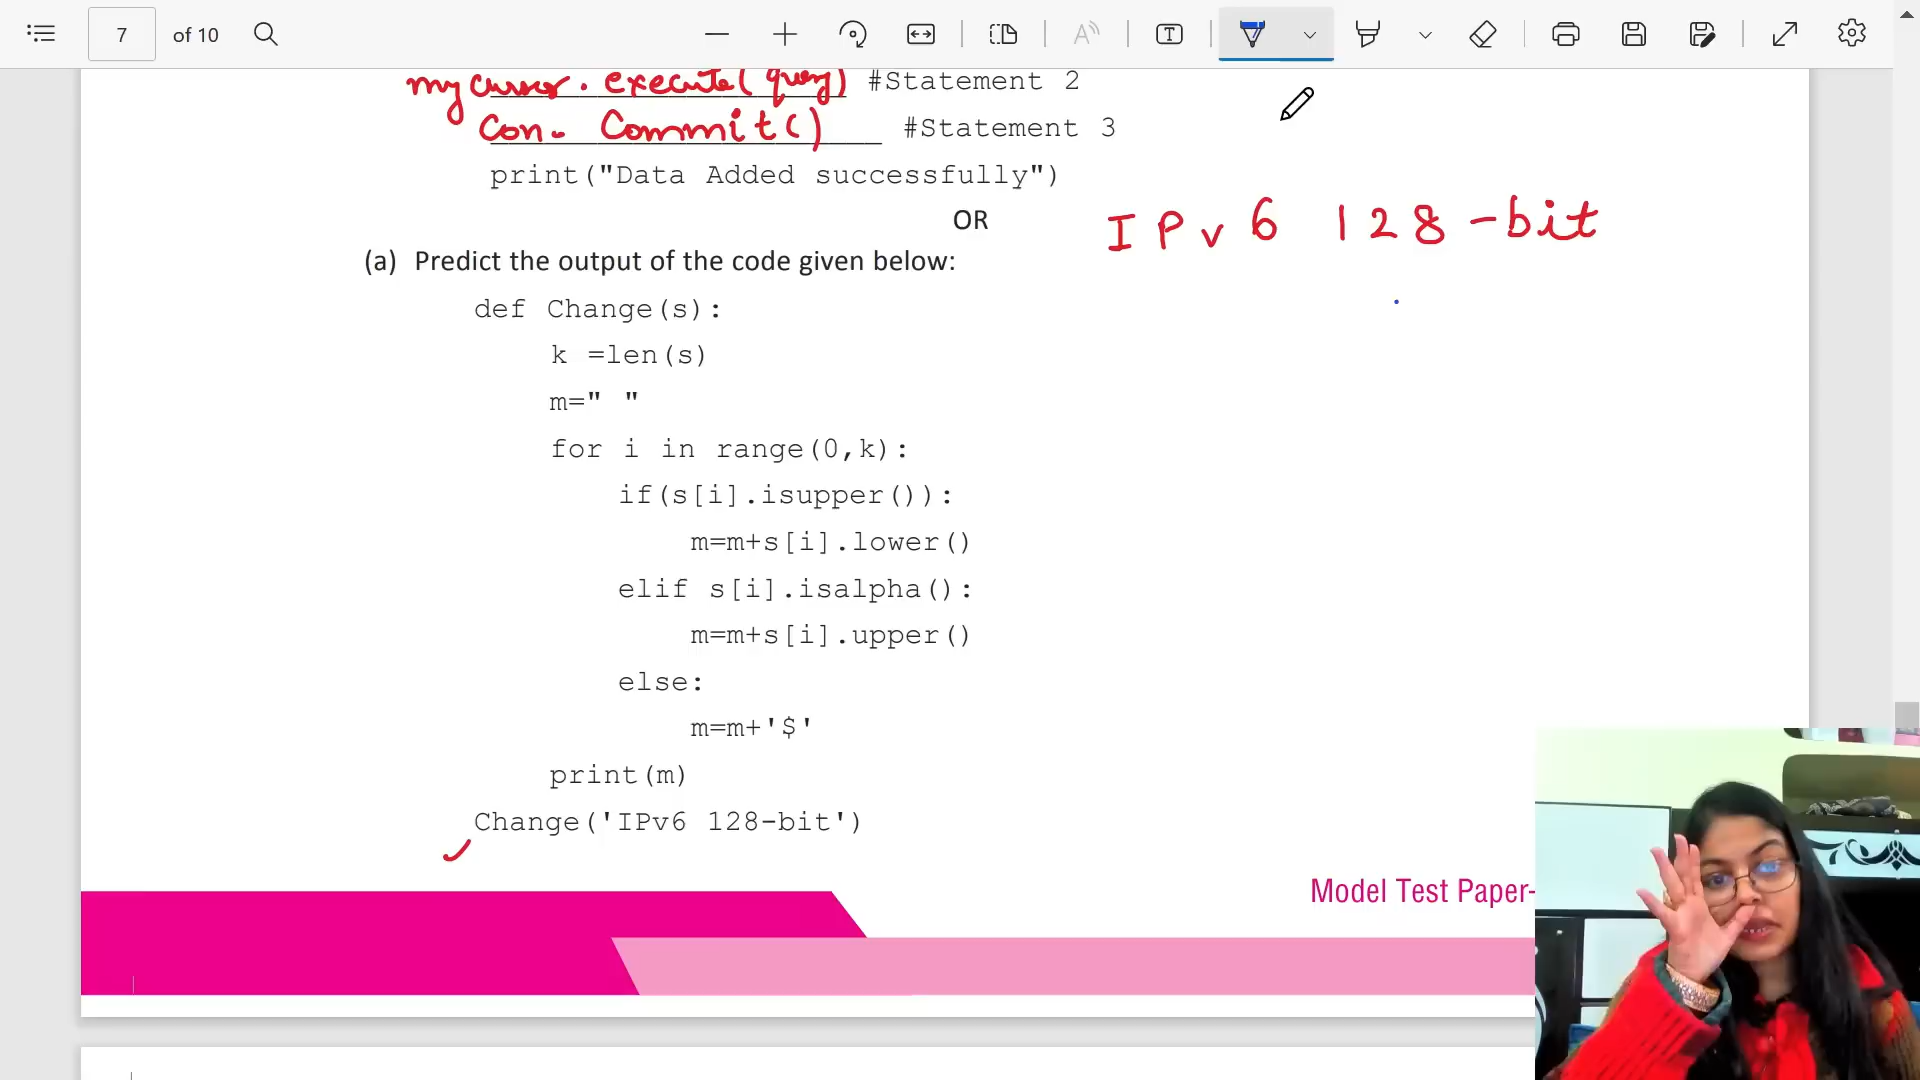 7 of 10
mycursor.execute(query) #Statement 2
con. Commit() #Statement 3
print("Data Added successfully")
OR
IPv6 128-bit
(a) Predict the output of the code given below:
def Change(s):
k =len(s)
m=" "
for i in range(0,k):
if(s[i].isupper()):
m=m+s[i].lower()
elif s[i].isalpha():
m=m+s[i].upper()
else:
m=m+'$'
print(m)
Change('IPv6 128-bit')
Model Test Paper-